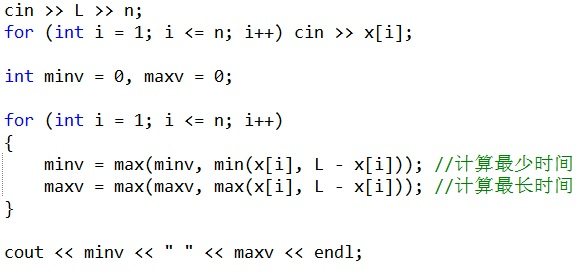 cin >> L >> n;
for (int i = 1; i <= n; i++) cin >> x[i];
int minv = 0, maxv = 0;
for (int i = 1; i <= n; i++)
{
    minv = max(minv, min(x[i], L - x[i])); //计算最少时间
    maxv = max(maxv, max(x[i], L - x[i])); //计算最长时间
}
cout << minv << " " << maxv << endl;